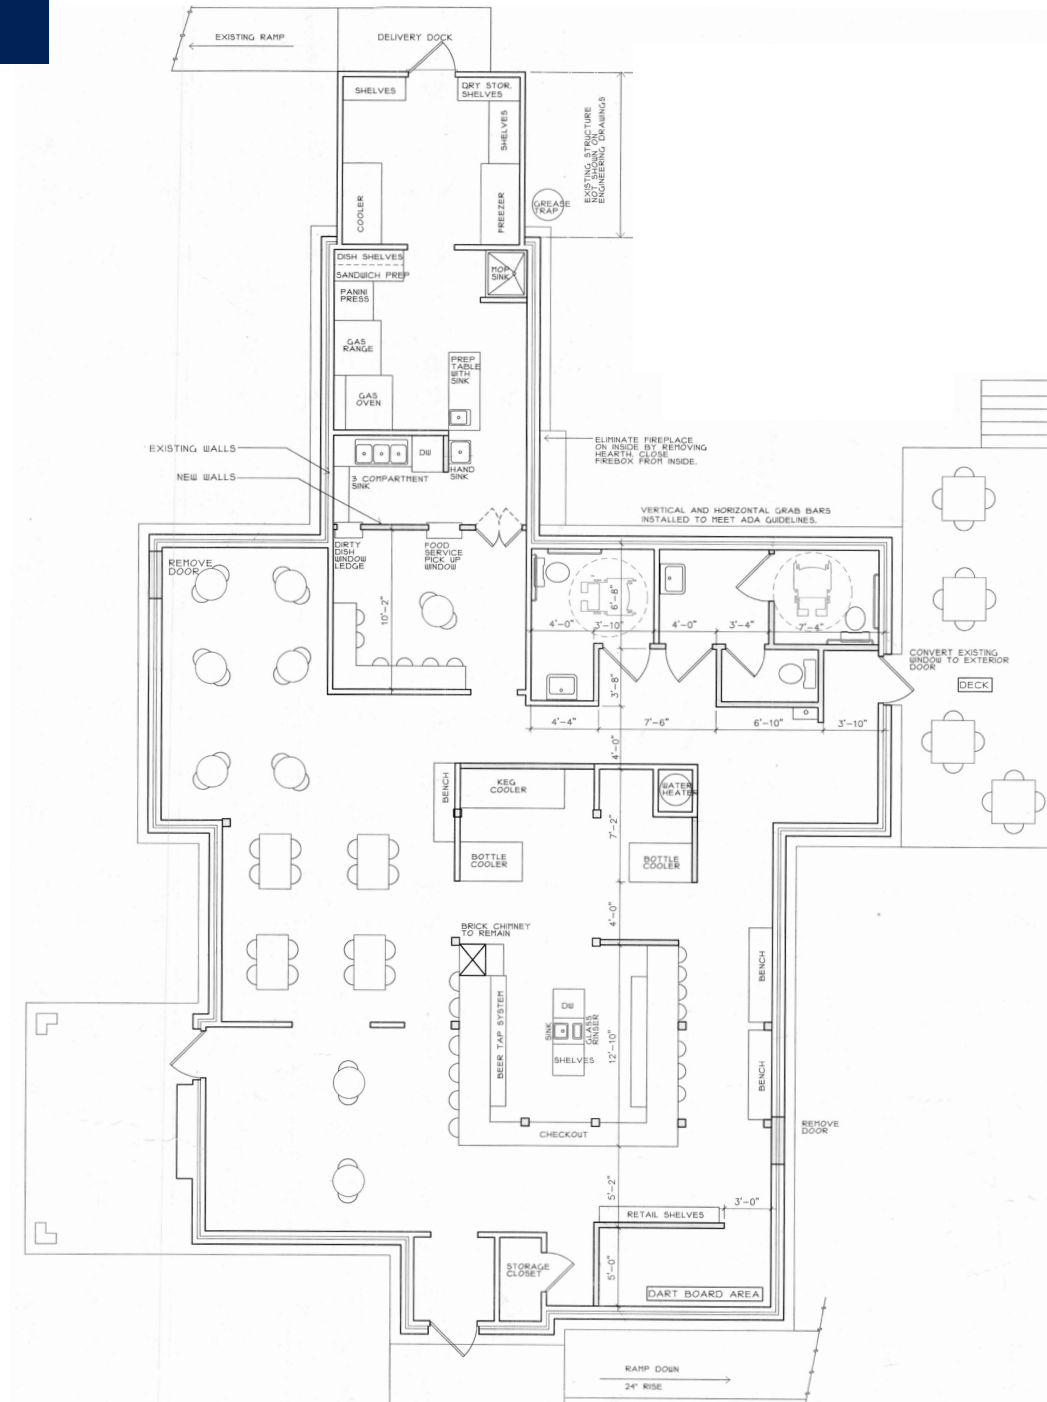 EXISTING RAMP
DELIVERY DOCK
SHELVES
DRY STOR.
SHELVES
SHELVES
EXISTING STRUCTURE
NOT SHOWN ON
ENGINEERING DRAWINGS
COOLER
FREEZER
GREASE
TRAP
DISH SHELVES
SANDWICH PREP
MOP
SINK
PANINI
PRESS
GAS
RANGE
PREP
TABLE
WITH
SINK
GAS
OVEN
EXISTING WALLS
DW
ELIMINATE FIREPLACE
ON INSIDE BY REMOVING
HEARTH. CLOSE
FIREBOX FROM INSIDE.
HAND
SINK
NEW WALLS
3 COMPARTMENT
SINK
VERTICAL AND HORIZONTAL GRAB BARS
INSTALLED TO MEET ADA GUIDELINES.
DIRTY
DISH
WINDOW
LEDGE
FOOD
SERVICE
PICK UP
WINDOW
REMOVE
DOOR
10'-2"
6'-8"
4'-0"
3'-10"
4'-0"
3'-4"
7'-4"
CONVERT EXISTING
WINDOW TO EXTERIOR
DOOR
DECK
3'-8"
4'-4"
7'-6"
6'-10"
3'-10"
4'-0"
BENCH
KEG
COOLER
WATER
HEATER
7'-2"
BOTTLE
COOLER
BOTTLE
COOLER
4'-0"
BRICK CHIMNEY
TO REMAIN
BENCH
BEER TAP SYSTEM
DW
SINK
GLASS
RINSER
SHELVES
12'-10"
BENCH
CHECKOUT
REMOVE
DOOR
5'-2"
3'-0"
RETAIL SHELVES
STORAGE
CLOSET
5'-0"
DART BOARD AREA
RAMP DOWN
24" RISE